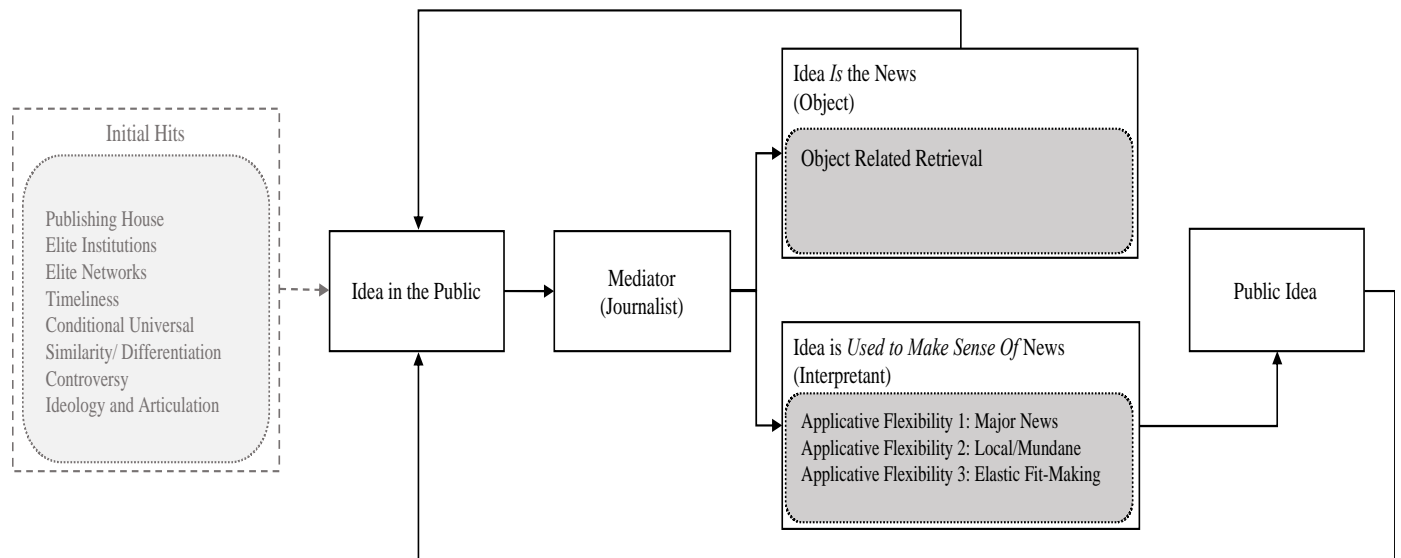 Initial Hits
Publishing House
Elite Institutions
Elite Networks
Timeliness
Conditional Universal
Similarity/ Differentiation
Controversy
Ideology and Articulation
Idea in the Public
Mediator
(Journalist)
Idea Is the News
(Object)
Object Related Retrieval
Idea is Used to Make Sense Of News
(Interpretant)
Applicative Flexibility 1: Major News
Applicative Flexibility 2: Local/Mundane
Applicative Flexibility 3: Elastic Fit-Making
Public Idea